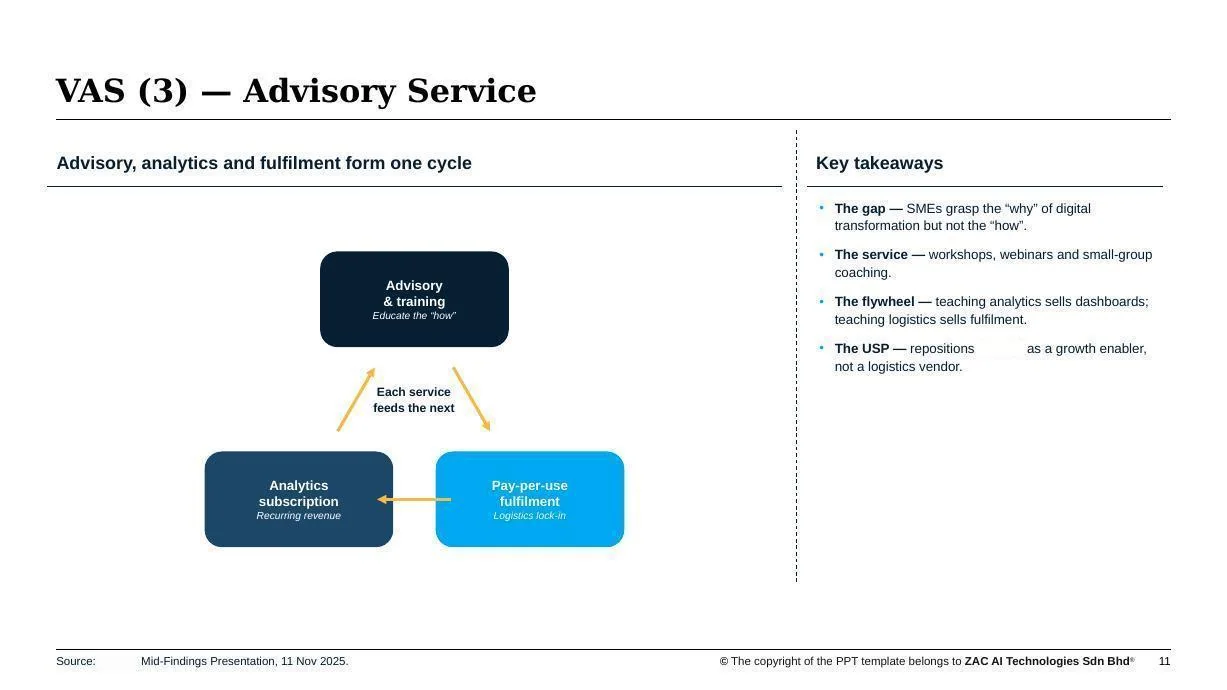 VAS (3) — Advisory Service
Advisory, analytics and fulfilment form one cycle
Advisory
& training
Educate the “how”
Each service
feeds the next
Analytics
subscription
Recurring revenue
Pay-per-use
fulfilment
Logistics lock-in
Key takeaways
• The gap — SMEs grasp the “why” of digital
transformation but not the “how”.
• The service — workshops, webinars and small-group
coaching.
• The flywheel — teaching analytics sells dashboards;
teaching logistics sells fulfilment.
• The USP — repositions as a growth enabler,
not a logistics vendor.
Source: Mid-Findings Presentation, 11 Nov 2025.
© The copyright of the PPT template belongs to ZAC AI Technologies Sdn Bhd® 11